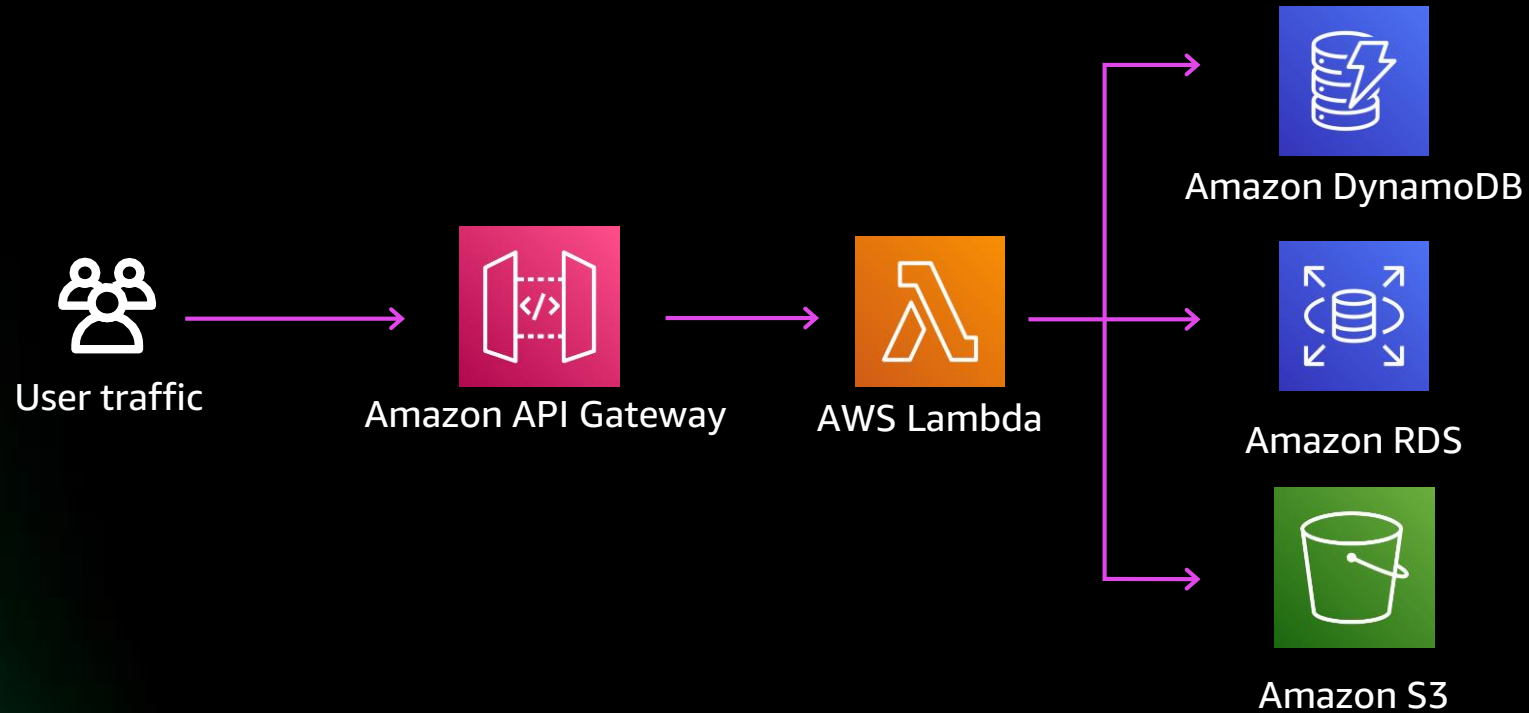 User traffic
Amazon API Gateway
</>
AWS Lambda
Amazon DynamoDB
Amazon RDS
Amazon S3